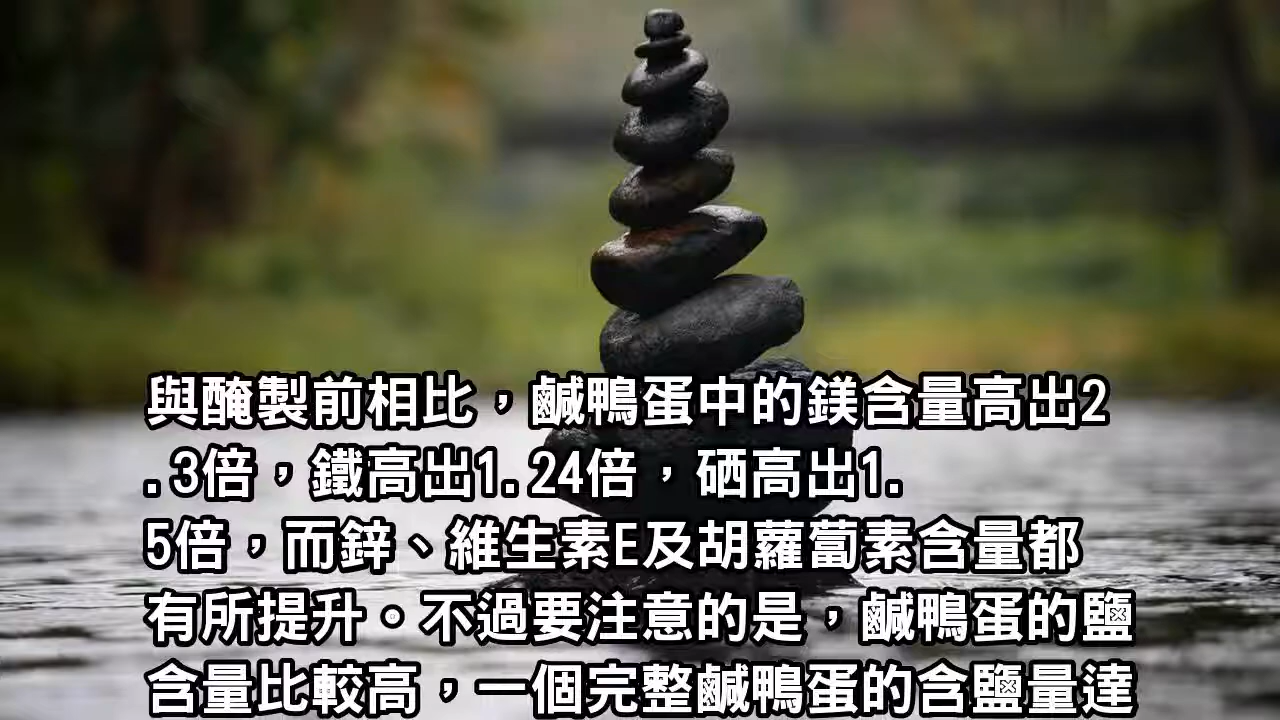 與醃製前相比，鹹鴨蛋中的鎂含量高出2
.3倍，鐵高出1.24倍，硒高出1.
5倍，而鋅、維生素E及胡蘿蔔素含量都
有所提升。不過要注意的是，鹹鴨蛋的鹽
含量比較高，一個完整鹹鴨蛋的含鹽量達